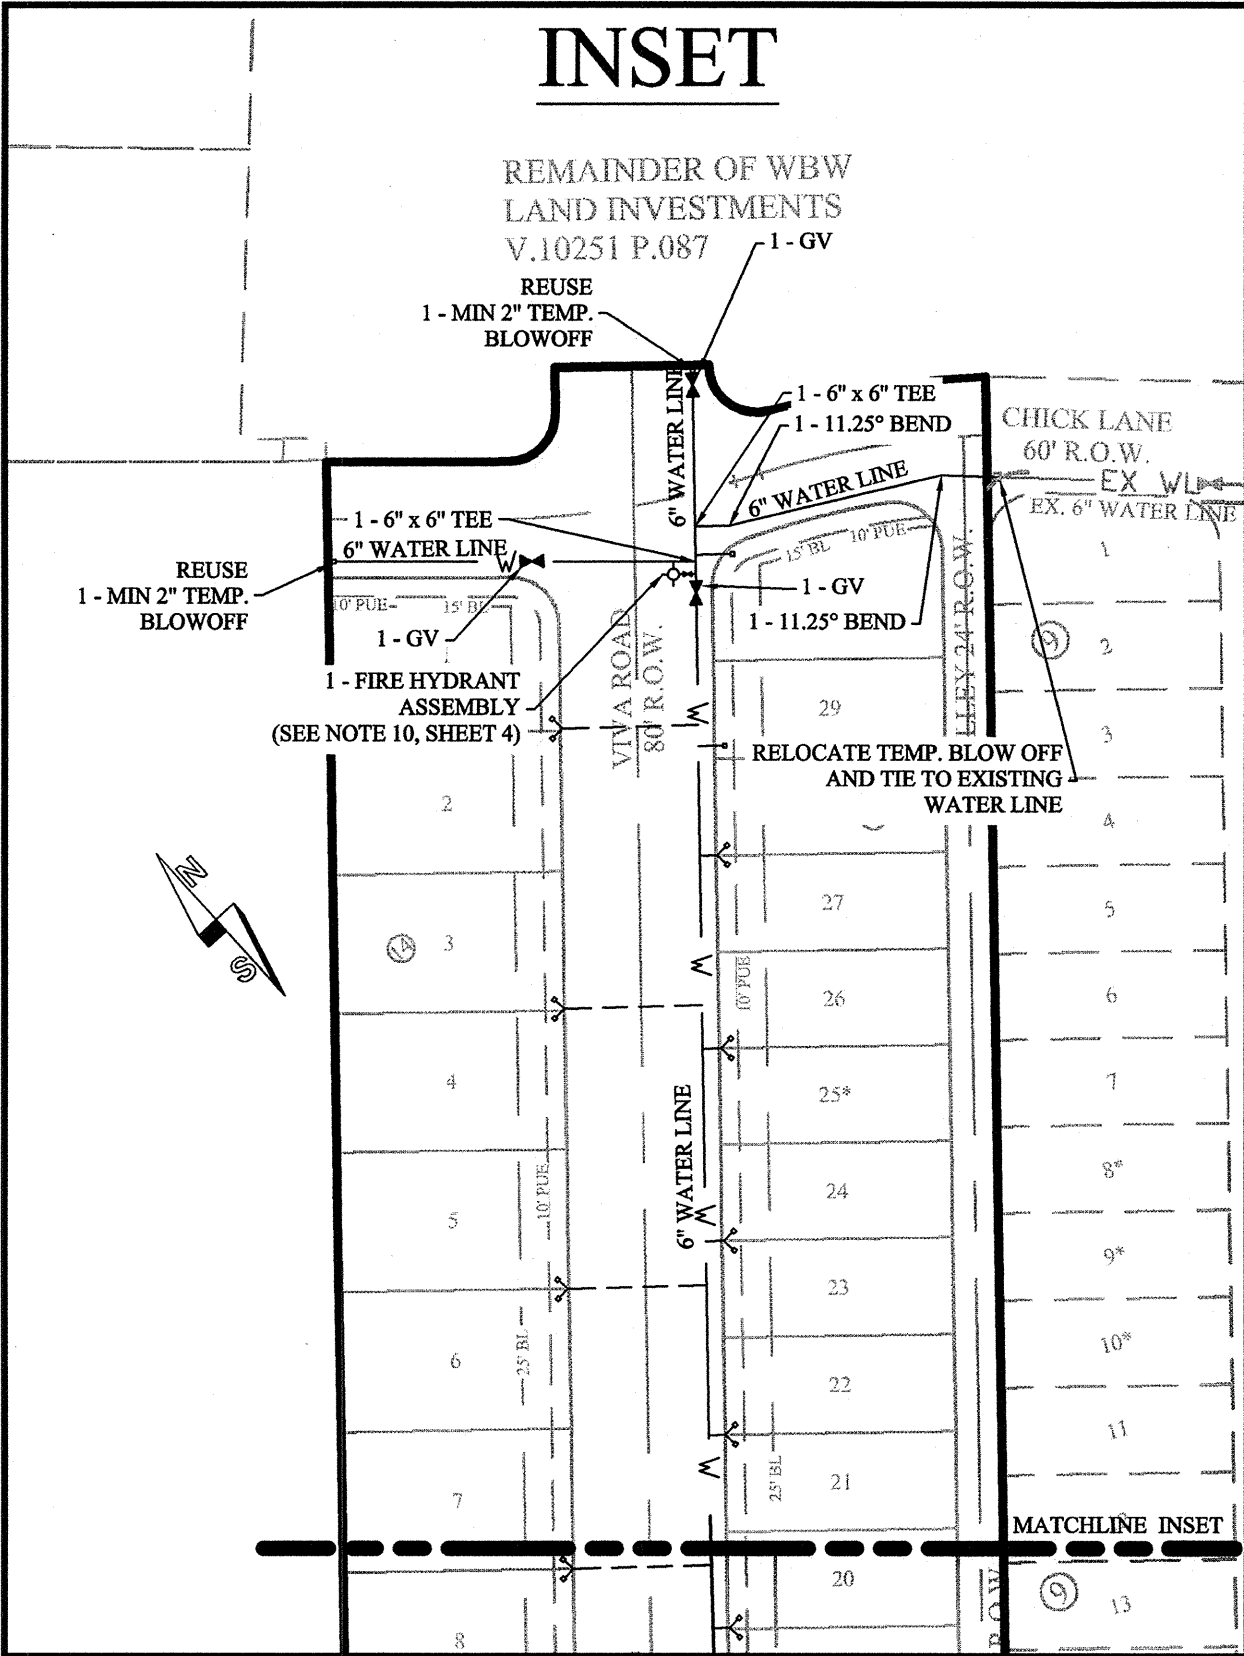 INSET
REMAINDER OF WBW
LAND INVESTMENTS
V.10251 P.087
1 - GV
REUSE
1 - MIN 2" TEMP.
BLOWOFF
6" WATER LINE
1 - 6" x 6" TEE
1 - 11.25° BEND
CHICK LANE
60' R.O.W.
EX WL
EX. 6" WATER LINE
6" WATER LINE
1 - 6" x 6" TEE
6" WATER LINE
W
15' BL
10' PUE
REUSE
1 - MIN 2" TEMP.
BLOWOFF
10' PUE
15' BL
1 - GV
1 - GV
1 - 11.25° BEND
1 - FIRE HYDRANT
ASSEMBLY
(SEE NOTE 10, SHEET 4)
VIWA ROAD
80' R.O.W.
LLEY 24' R.O.W.
RELOCATE TEMP. BLOW OFF
AND TIE TO EXISTING
WATER LINE
1
9
2
3
4
5
6
7
8*
9*
10*
11
W
29
27
26
25*
24
23
22
21
20
2
14
3
4
5
6
7
8
N
S
W
10' PUE
6" WATER LINE
W
10' PUE
25' BL
W
25' BL
MATCHLINE INSET
R.O.W
9
13